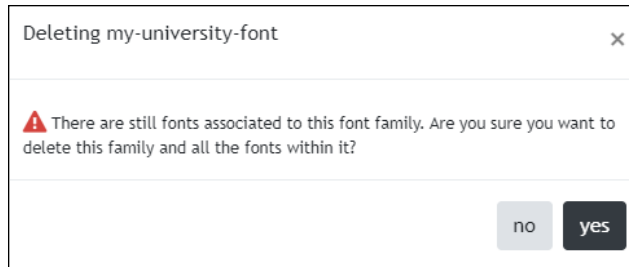 Deleting my-university-font
×
There are still fonts associated to this font family. Are you sure you want to
delete this family and all the fonts within it?
no
yes